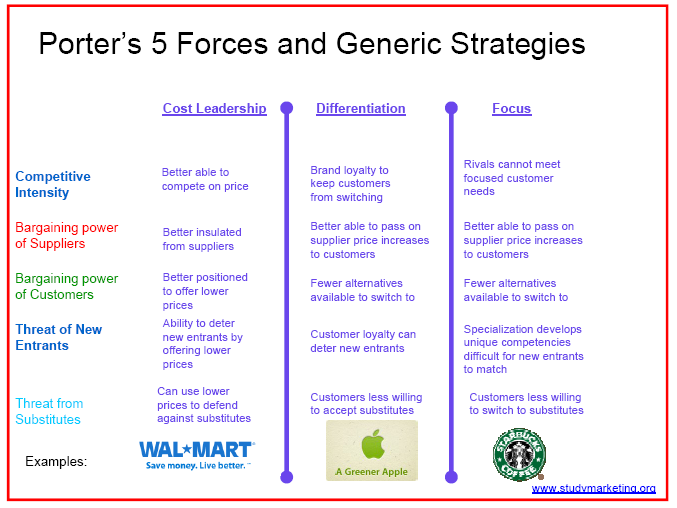 Porter's 5 Forces and Generic Strategies
Cost Leadership
Differentiation
Focus
Competitive
Intensity
Better able to
compete on price
Brand loyalty to
keep customers
from switching
Rivals cannot meet
focused customer
needs
Bargaining power
of Suppliers
Better insulated
from suppliers
Better able to pass on
supplier price increases
to customers
Better able to pass on
supplier price increases
to customers
Bargaining power
of Customers
Better positioned
to offer lower
prices
Fewer alternatives
available to switch to
Fewer alternatives
available to switch to
Threat of New
Entrants
Ability to deter
new entrants by
offering lower
prices
Customer loyalty can
deter new entrants
Specialization develops
unique competencies
difficult for new entrants
to match
Threat from
Substitutes
Can use lower
prices to defend
against substitutes
Customers less willing
to accept substitutes
Customers less willing
to switch to substitutes
Examples:
WAL★MART®
Save money. Live better.™
.A Greener Apple
STARBUCKS
COFFEE
www.studymarketing.org